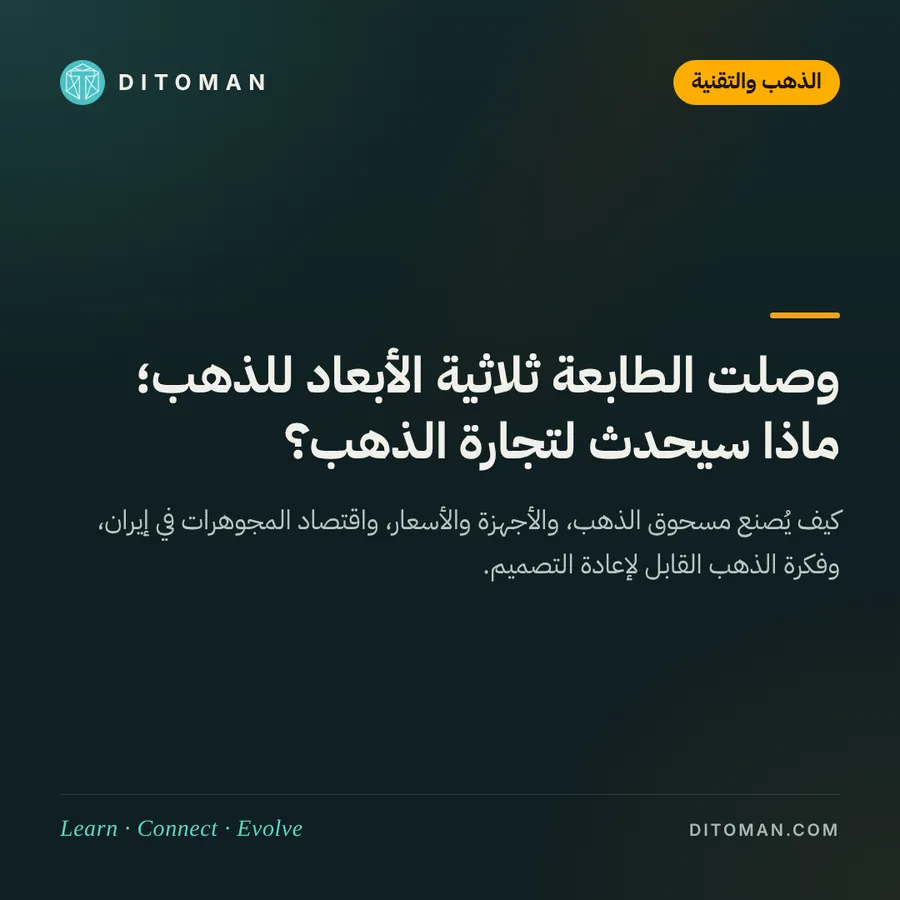 DITOMAN
الذهب والتقنية
وصلت الطابعة ثلاثية الأبعاد للذهب؛
ماذا سيحدث لتجارة الذهب؟
كيف يُصنع مسحوق الذهب، والأجهزة والأسعار، واقتصاد المجوهرات في إيران،
وفكرة الذهب القابل لإعادة التصميم.
Learn · Connect · Evolve
DITOMAN.COM